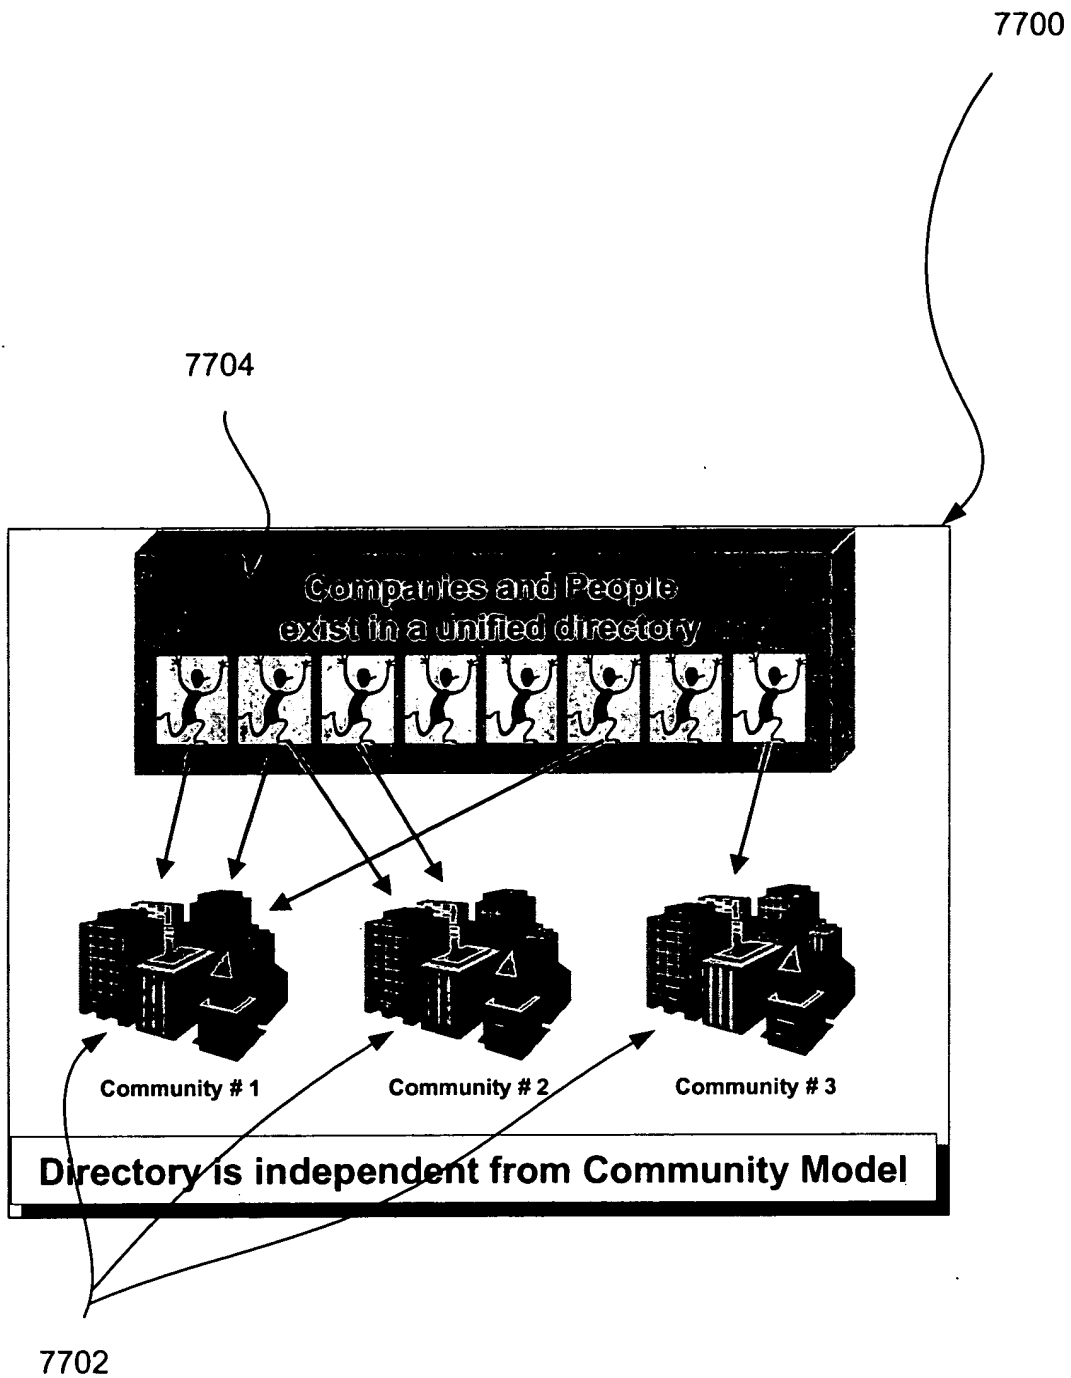 7700
7704
Companies and People
exist in a unified directory
Community # 1
Community # 2
Community # 3
Directory is independent from Community Model
7702